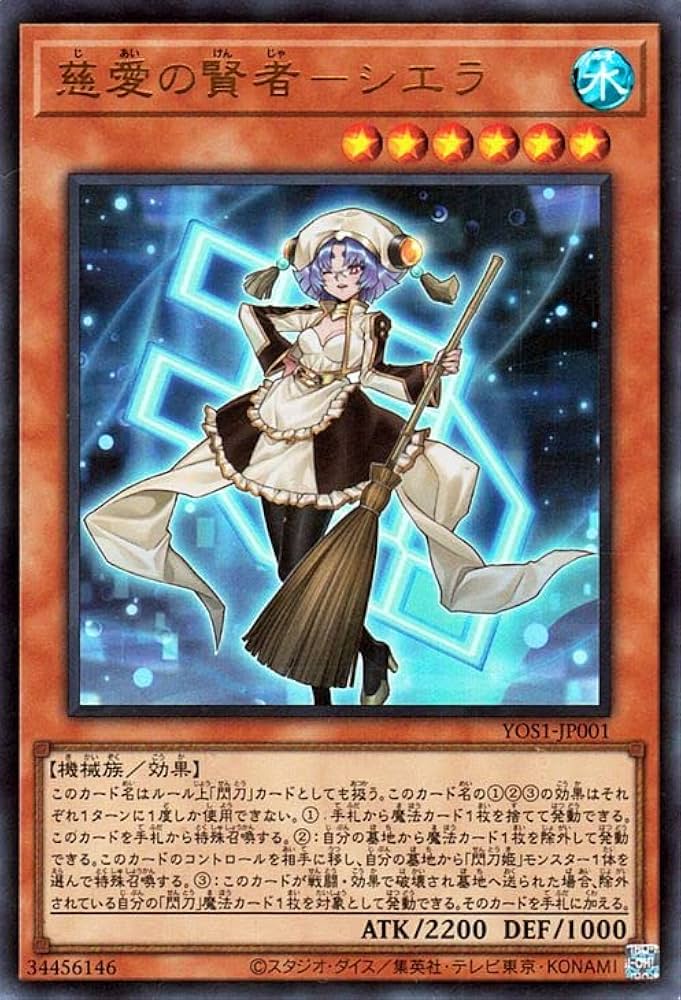 慈愛の賢者－シエラ
水
YOS1-JP001
【機械族／効果】
このカード名はルール上「閃刀」カードとしても扱う。このカード名の①②③の効果はそれ
ぞれ1ターンに1度しか使用できない。①：手札から魔法カード1枚を捨てて発動できる。
このカードを手札から特殊召喚する。②：自分の墓地から魔法カード1枚を除外して発動
できる。このカードのコントロールを相手に移し、自分の墓地から「閃刀姫」モンスター1体を
選んで特殊召喚する。③：このカードが戦闘・効果で破壊され墓地へ送られた場合、除外
されている自分の「閃刀」魔法カード1枚を対象として発動できる。そのカードを手札に加える。
ATK/2200 DEF/1000
34456146
©スタジオ・ダイス／集英社・テレビ東京・KONAMI